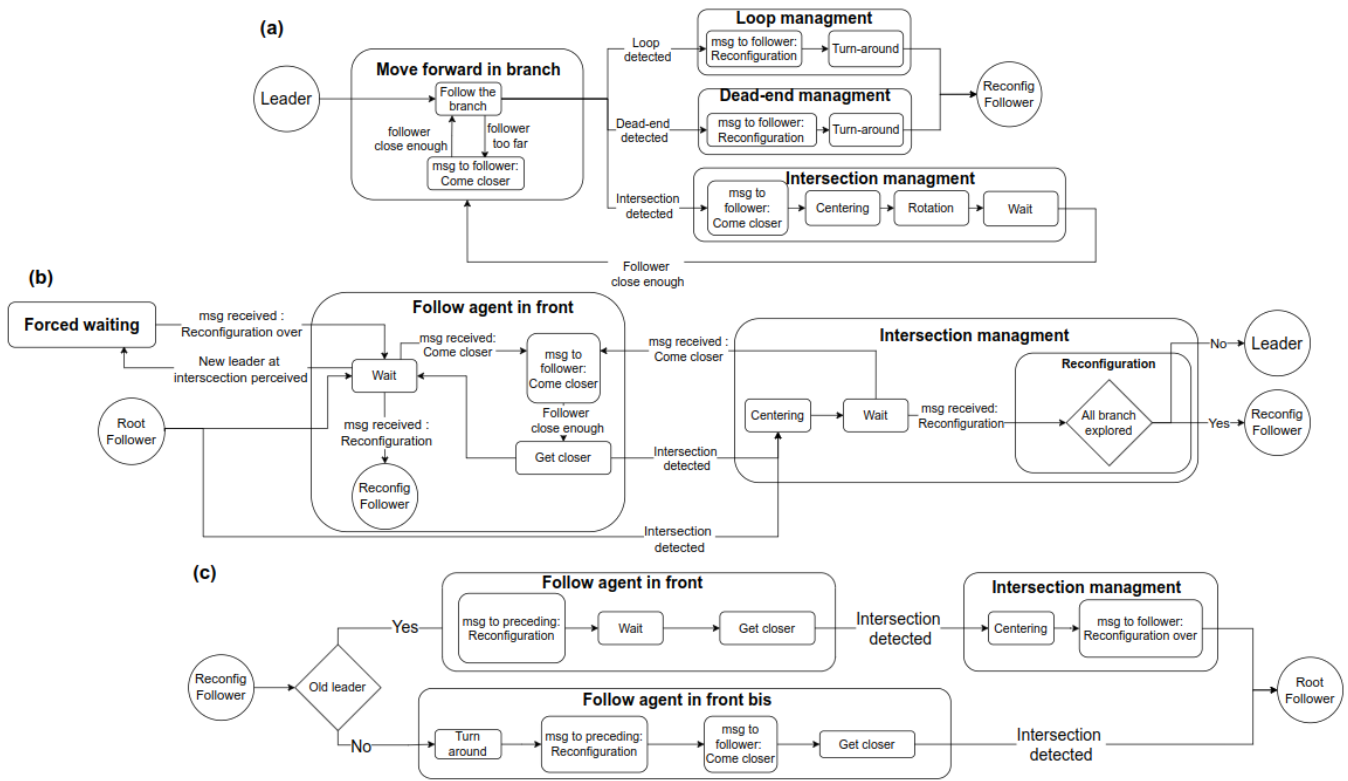 (a)
Leader
Move forward in branch
Follow the
branch
follower
close enough
follower
too far
msg to follower:
Come closer
Loop
detected
Loop managment
msg to follower:
Reconfiguration
Turn-around
Dead-end
detected
Dead-end managment
msg to follower:
Reconfiguration
Turn-around
Reconfig
Follower
Intersection
detected
Intersection managment
msg to
follower:
Come closer
Centering
Rotation
Wait
Follower
close enough
(b)
Forced waiting
msg received :
Reconfiguration over
New leader at
interscection perceived
Root
Follower
Follow agent in front
Wait
msg received:
Come closer
msg to
follower:
Come closer
msg received :
Reconfiguration
Follower
close enough
Get closer
Reconfig
Follower
msg received :
Come closer
Intersection
detected
Intersection
detected
Intersection managment
Centering
Wait
msg received:
Reconfiguration
Reconfiguration
All branch
explored
No
Leader
Yes
Reconfig
Follower
(c)
Reconfig
Follower
Old leader
Yes
Follow agent in front
msg to preceding:
Reconfiguration
Wait
Get closer
Intersection
detected
Intersection managment
Centering
msg to follower:
Reconfiguration over
No
Follow agent in front bis
Turn
around
msg to preceding:
Reconfiguration
msg to
follower:
Come closer
Get closer
Intersection
detected
Root
Follower